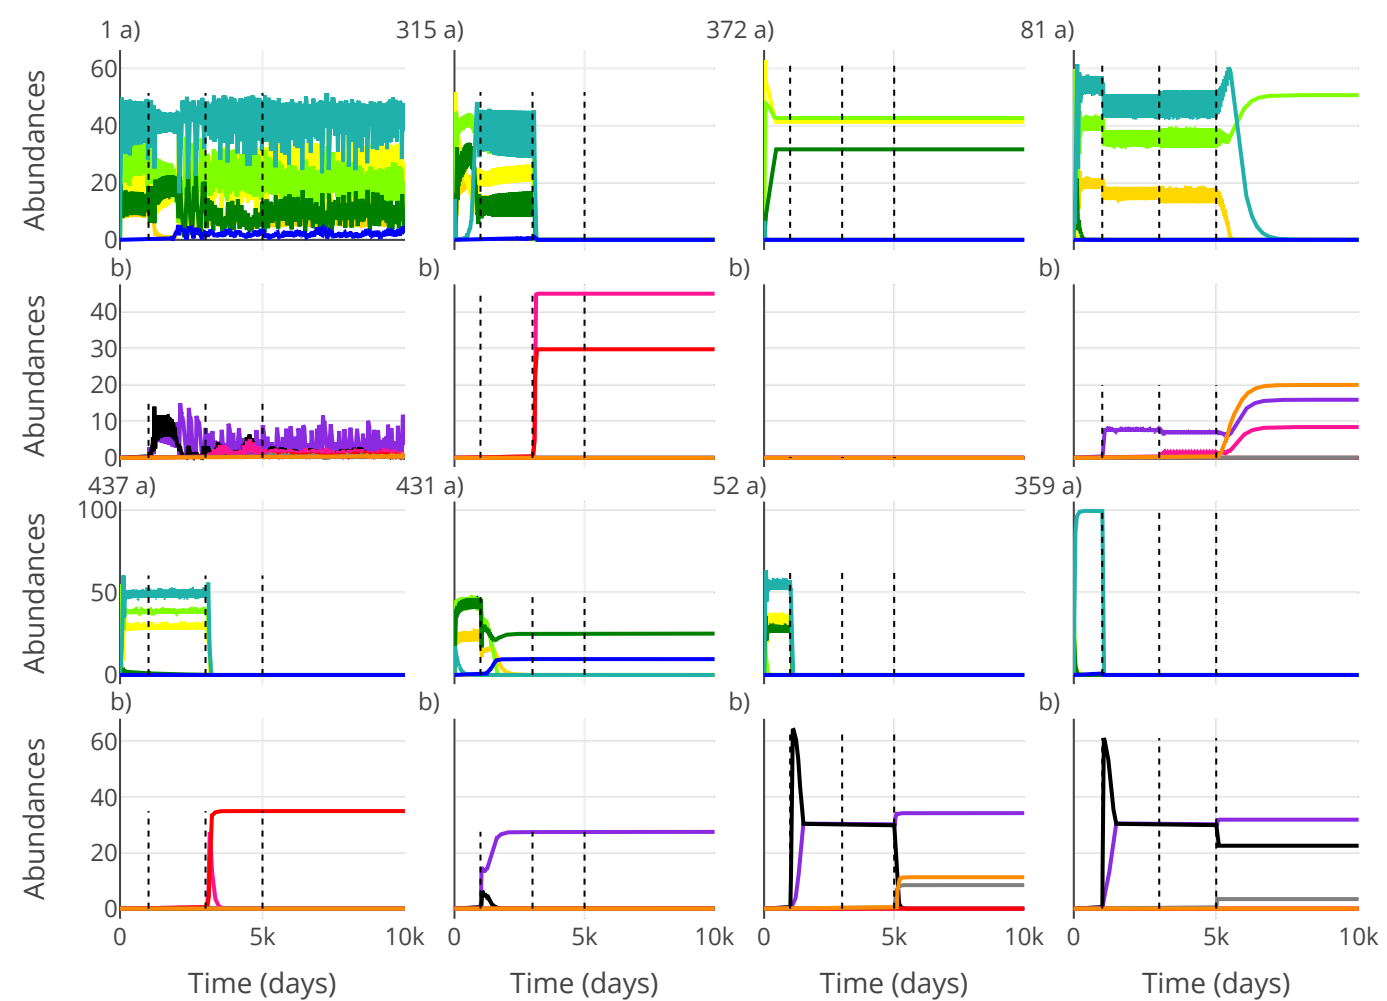 1 a) 315 a) 372 a) 81 a)
Abundances
60
40
20
0
b) b) b) b)
Abundances
40
30
20
10
0
437 a) 431 a) 52 a) 359 a)
Abundances
100
50
0
b) b) b) b)
Abundances
60
40
20
0
0 5k 10k 0 5k 10k 0 5k 10k 0 5k 10k
Time (days) Time (days) Time (days) Time (days)